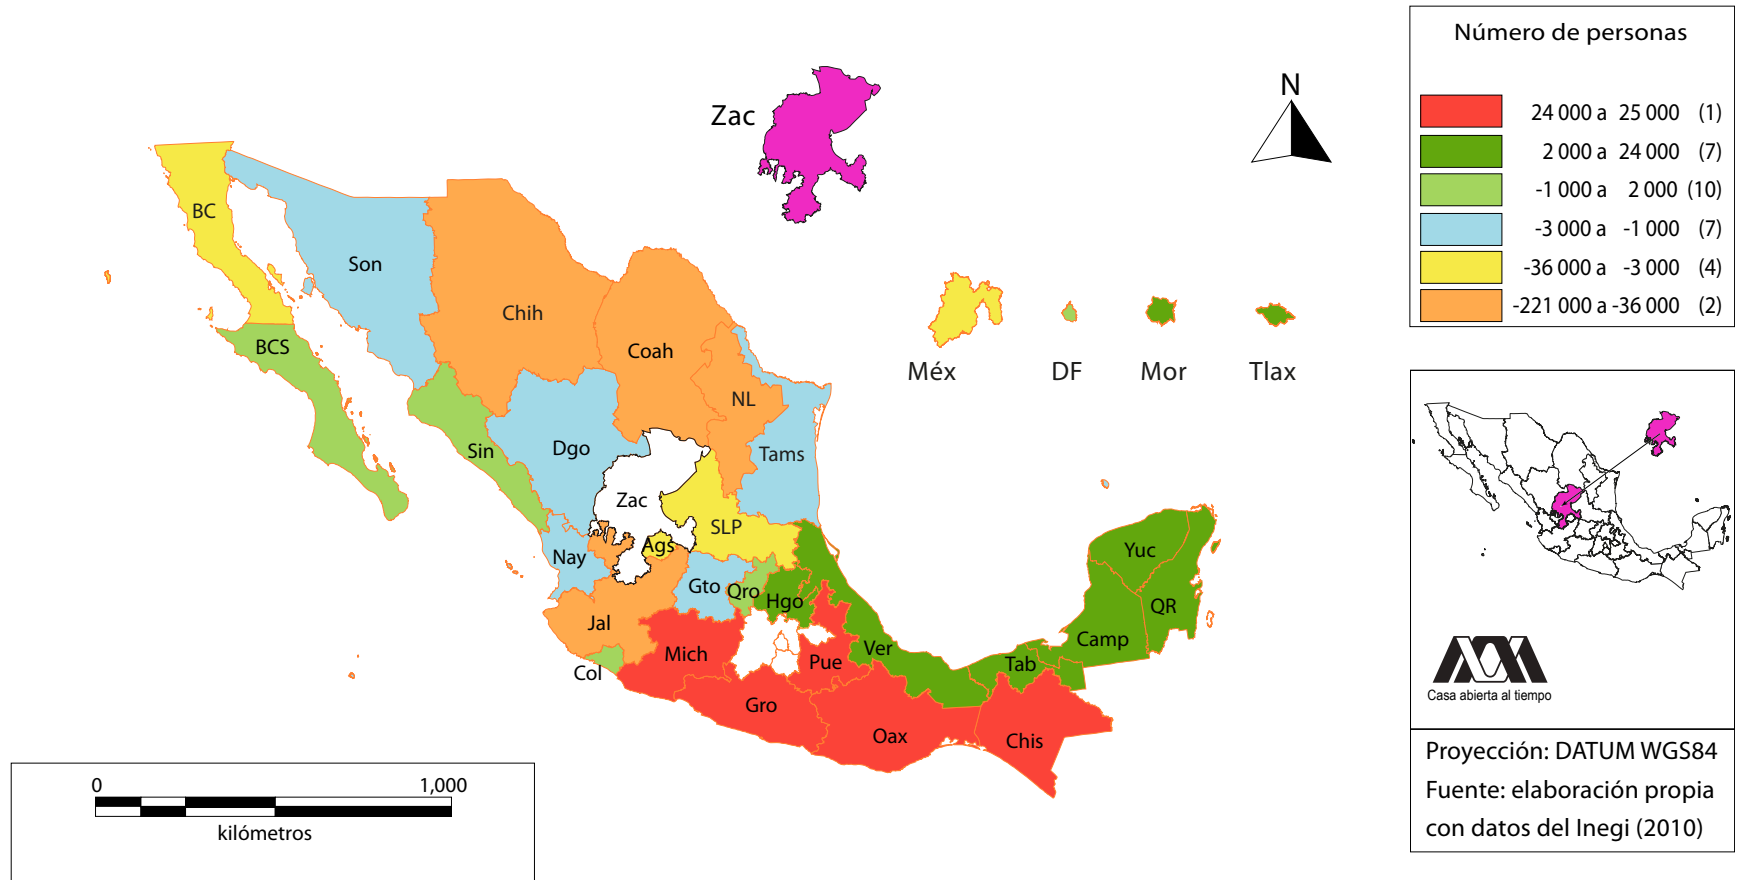 Número de personas
24 000 a 25 000 (1)
2 000 a 24 000 (7)
-1 000 a 2 000 (10)
-3 000 a -1 000 (7)
-36 000 a -3 000 (4)
-221 000 a -36 000 (2)
Zac
N
BC
Son
Chih
BCS
Coah
NL
Méx
DF
Mor
Tlax
Sin
Dgo
Tams
Zac
SLP
Ags
Nay
Gto
Qro
Hgo
Jal
Col
Mich
Pue
Ver
Gro
Oax
Chis
Tab
Camp
Yuc
QR
0 1,000
kilómetros
Casa abierta al tiempo
Proyección: DATUM WGS84
Fuente: elaboración propia
con datos del Inegi (2010)